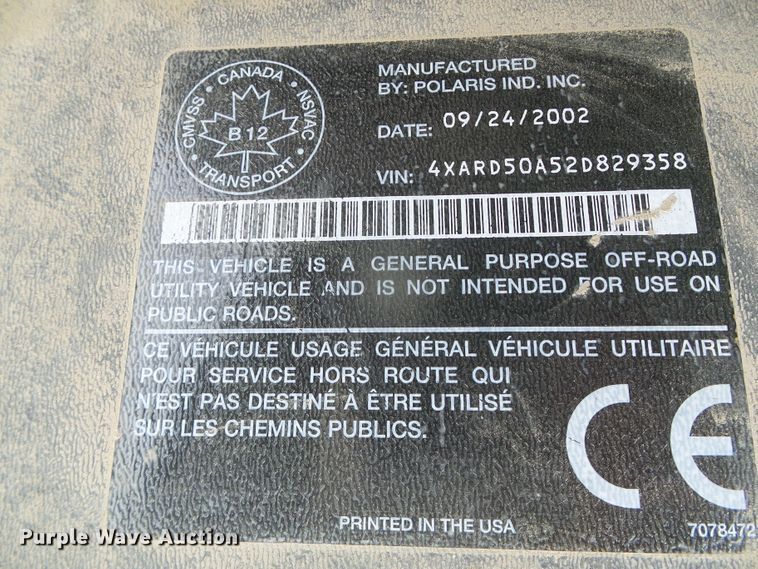 CANADA
CMVSS
NSVAC
B 12
TRANSPORT
MANUFACTURED
BY: POLARIS IND. INC.
DATE: 09/24/2002
VIN: 4XARD50A52D829358
THIS VEHICLE IS A GENERAL PURPOSE OFF-ROAD
UTILITY VEHICLE AND IS NOT INTENDED FOR USE ON
PUBLIC ROADS.
CE VÉHICULE USAGE GÉNÉRAL VÉHICULE UTILITAIRE
POUR SERVICE HORS ROUTE QUI
N'EST PAS DESTINÉ À ÊTRE UTILISÉ
SUR LES CHEMINS PUBLICS.
CE
PRINTED IN THE USA
7078472
Purple Wave Auction